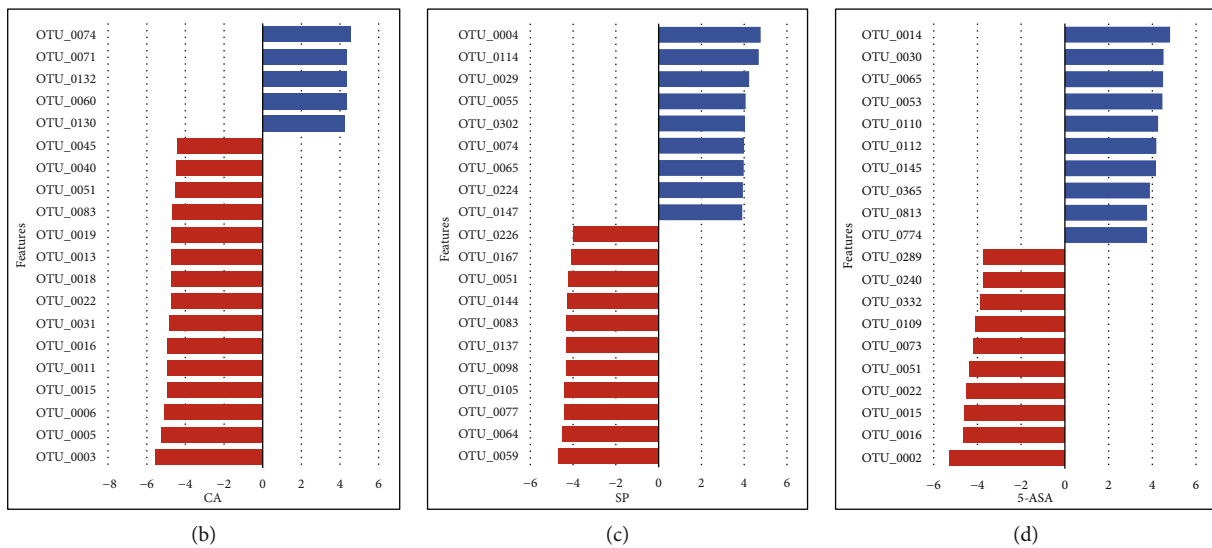 OTU_0074
OTU_0071
OTU_0132
OTU_0060
OTU_0130
OTU_0045
OTU_0040
OTU_0051
OTU_0083
OTU_0019
OTU_0013
OTU_0018
OTU_0022
OTU_0031
OTU_0016
OTU_0011
OTU_0015
OTU_0006
OTU_0005
OTU_0003
Features
−8 −6 −4 −2 0 2 4 6
CA
(b)
OTU_0004
OTU_0114
OTU_0029
OTU_0055
OTU_0302
OTU_0074
OTU_0065
OTU_0224
OTU_0147
OTU_0226
OTU_0167
OTU_0051
OTU_0144
OTU_0083
OTU_0137
OTU_0098
OTU_0105
OTU_0077
OTU_0064
OTU_0059
Features
−6 −4 −2 0 2 4 6
SP
(c)
OTU_0014
OTU_0030
OTU_0065
OTU_0053
OTU_0110
OTU_0112
OTU_0145
OTU_0365
OTU_0813
OTU_0774
OTU_0289
OTU_0240
OTU_0332
OTU_0109
OTU_0073
OTU_0051
OTU_0022
OTU_0015
OTU_0016
OTU_0002
Features
−6 −4 −2 0 2 4 6
5-ASA
(d)